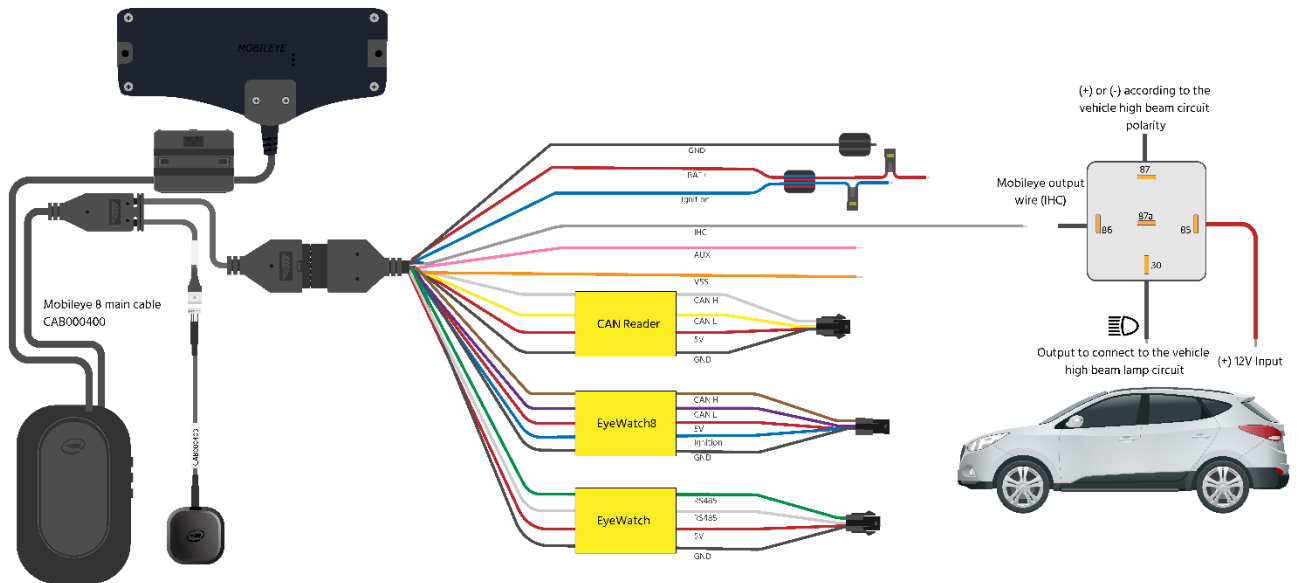 MOBILEYE
Mobileye 8 main cable
CAB000400
CAB000403
GND
BATT
Ignition
IHC
AUX
VSS
CAN Reader
CAN H
CAN L
5V
GND
EyeWatch8
CAN H
CAN L
5V
Ignition
GND
EyeWatch
RS485
RS485
5V
GND
(+) or (-) according to the
vehicle high beam circuit
polarity
Mobileye output
wire (IHC)
87
87a
86
85
30
Output to connect to the vehicle
high beam lamp circuit
(+) 12V Input